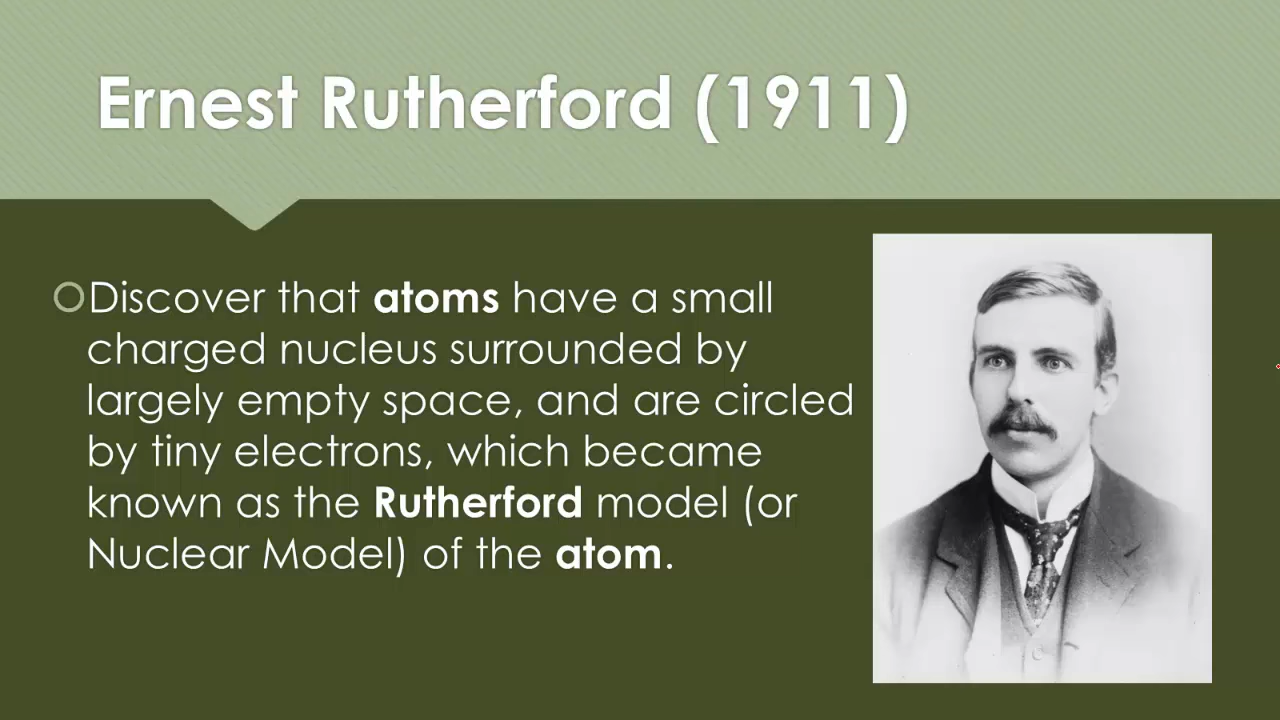 Ernest Rutherford (1911)
Discover that atoms have a small
charged nucleus surrounded by
largely empty space, and are circled
by tiny electrons, which became
known as the Rutherford model (or
Nuclear Model) of the atom.